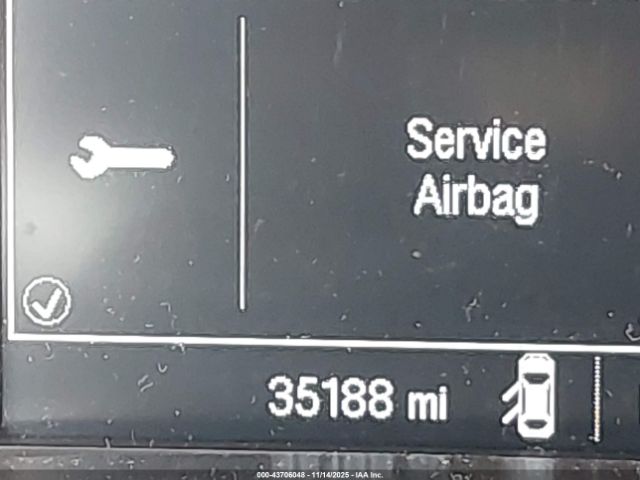 Service
Airbag
35188 mi
000-43706048 - 11/14/2025 - IAA Inc.